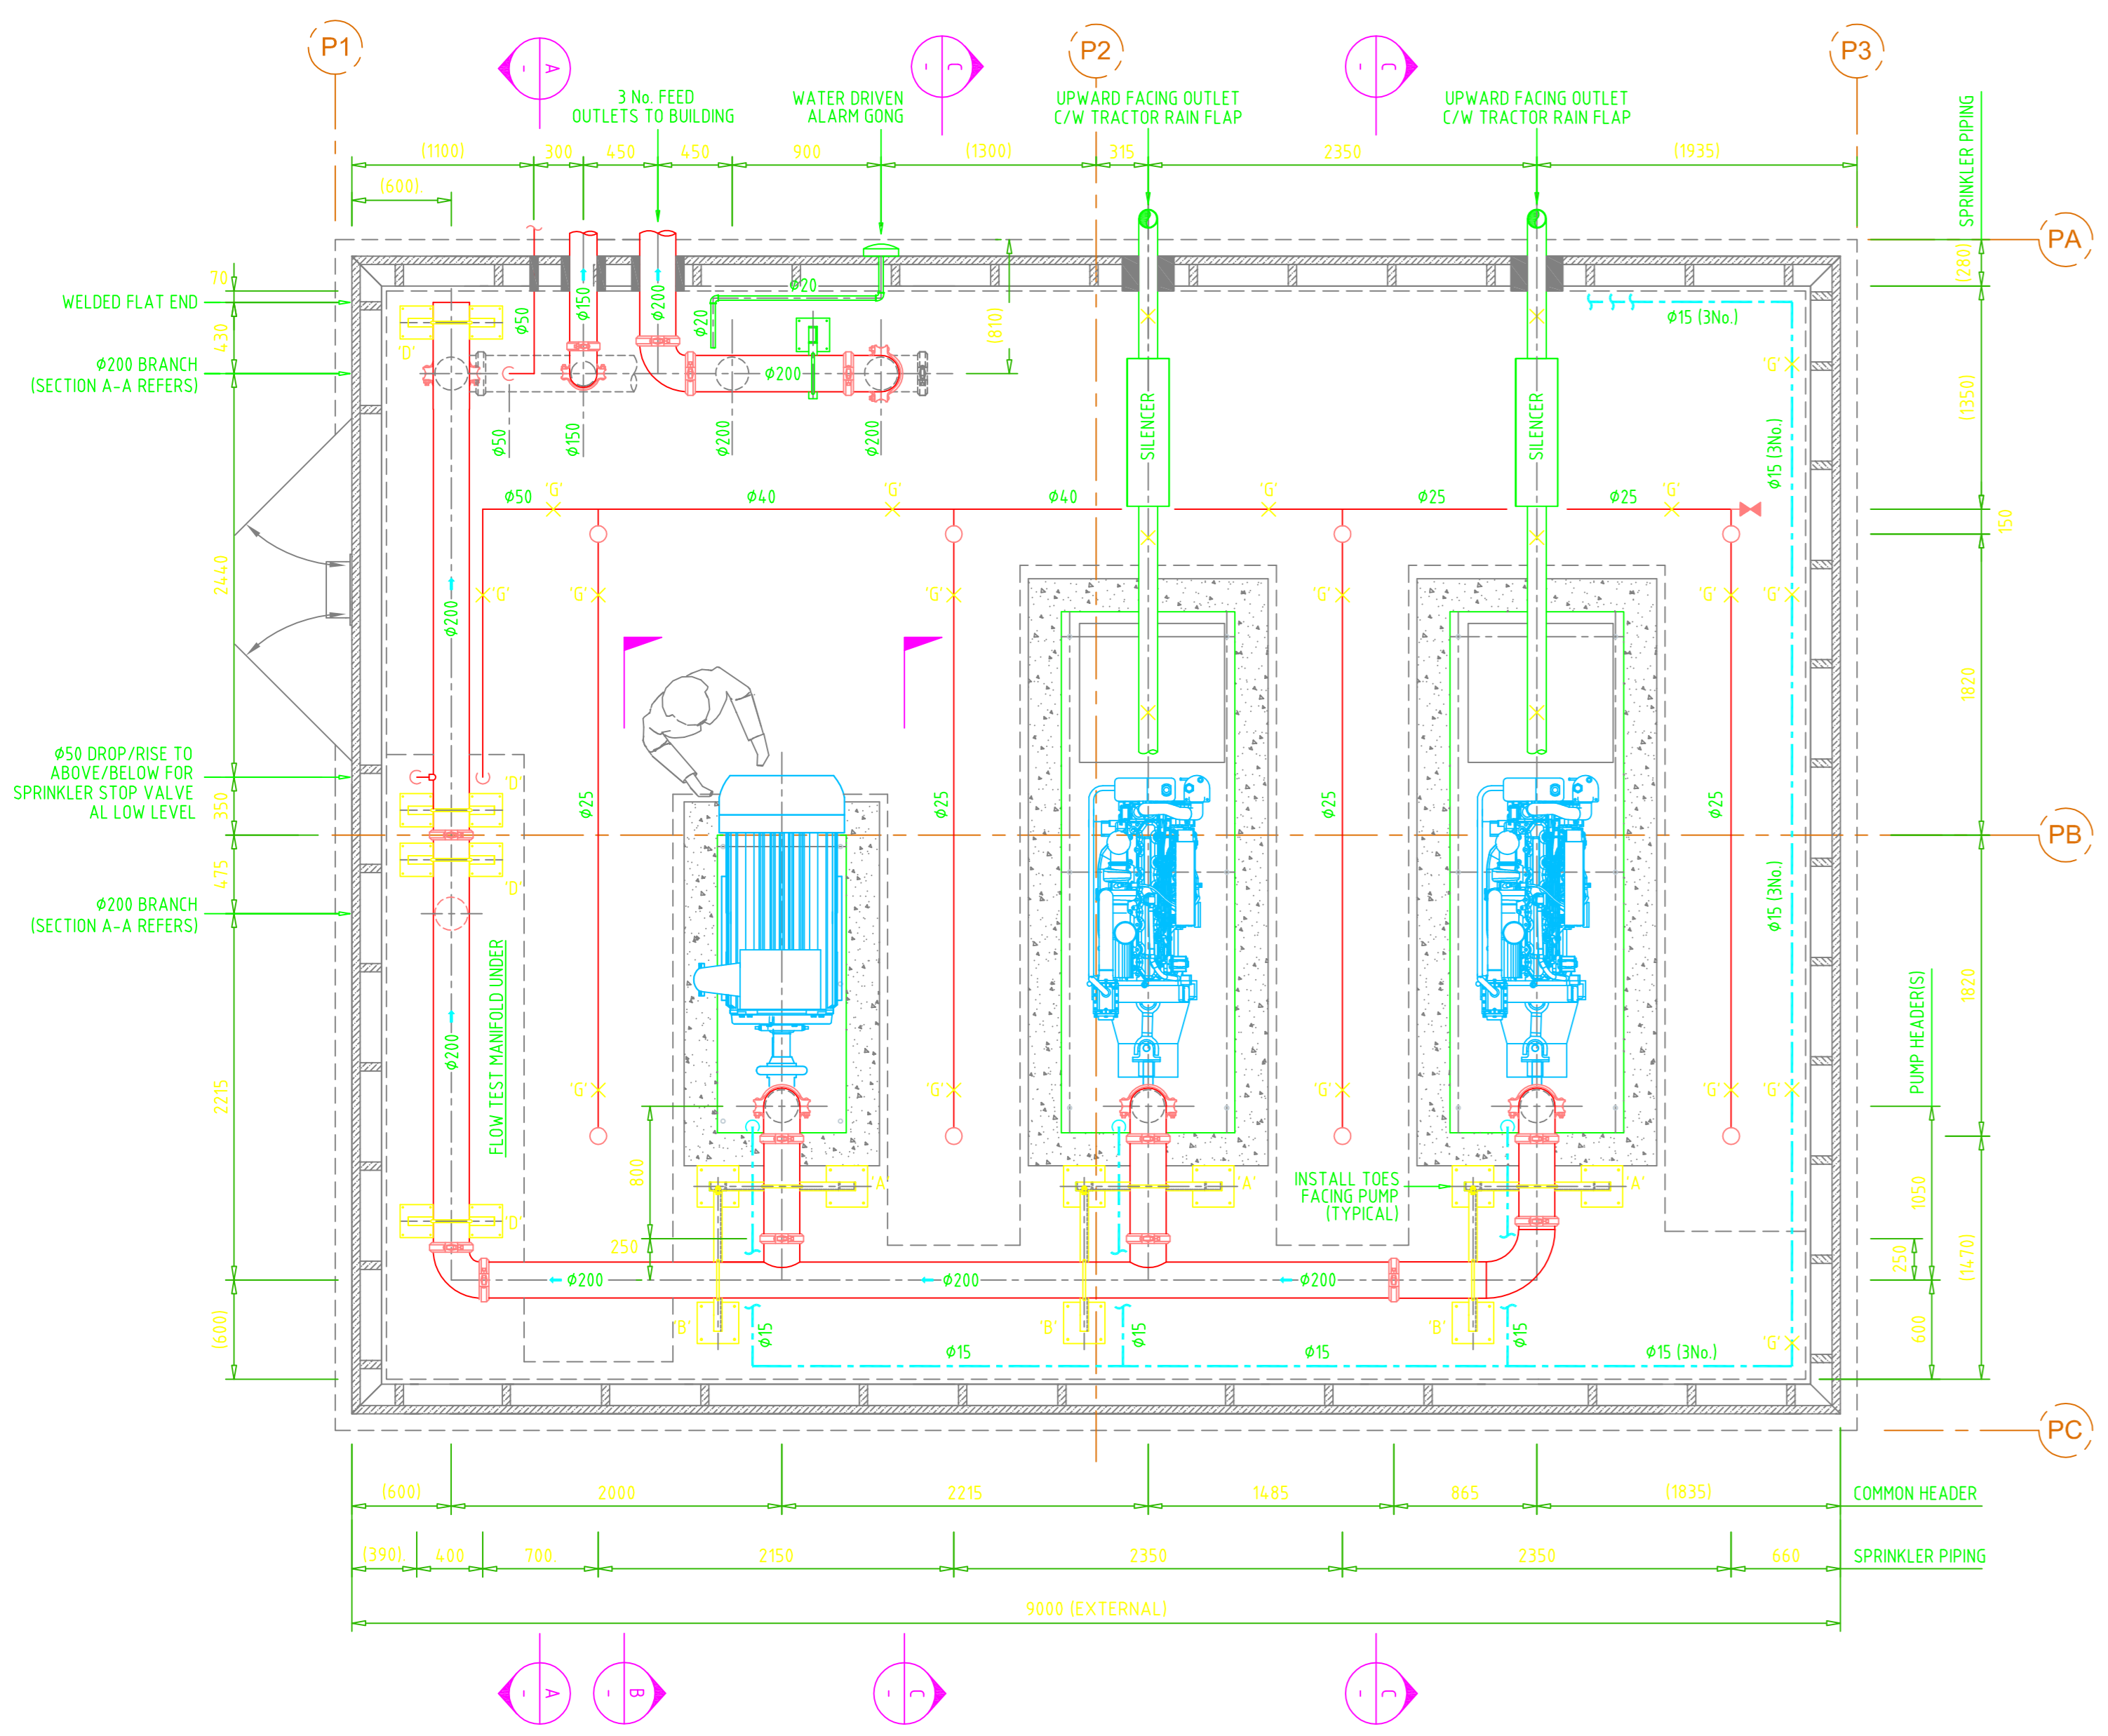 P1
P2
P3
A
-
C
-
C
-
3 No. FEED
OUTLETS TO BUILDING
WATER DRIVEN
ALARM GONG
UPWARD FACING OUTLET
C/W TRACTOR RAIN FLAP
UPWARD FACING OUTLET
C/W TRACTOR RAIN FLAP
SPRINKLER PIPING
(1100)
300
450
450
900
(1300)
315
2350
(1935)
(600).
PA
(280)
70
WELDED FLAT END
430
ø200 BRANCH
(SECTION A-A REFERS)
'D'
ø50
ø150
ø200
ø20
ø20
(810)
ø200
ø50
ø150
ø200
ø200
SILENCER
SILENCER
ø15 (3No.)
'G'
ø15 (3No.)
(1350)
150
ø50
'G'
ø40
'G'
ø40
'G'
ø25
ø25
'G'
2440
ø200
'G'
'G'
'G'
'G'
'G'
'G'
1820
ø50 DROP/RISE TO
ABOVE/BELOW FOR
SPRINKLER STOP VALVE
AL LOW LEVEL
350
'D'
ø25
ø25
ø25
ø25
PB
475
'D'
ø200 BRANCH
(SECTION A-A REFERS)
ø15 (3No.)
FLOW TEST MANIFOLD UNDER
ø200
2215
1820
PUMP HEADER(S)
'G'
'G'
'G'
'G'
'G'
800
'A'
'A'
'A'
INSTALL TOES
FACING PUMP
(TYPICAL)
'D'
250
1050
250
(1470)
ø200
ø200
ø200
(600)
600
'B'
ø15
'B'
ø15
'B'
ø15
'G'
ø15
ø15
ø15 (3No.)
PC
(600)
2000
2215
1485
865
(1835)
COMMON HEADER
(390).
400
700.
2150
2350
2350
660
SPRINKLER PIPING
9000 (EXTERNAL)
A
-
B
-
C
-
C
-